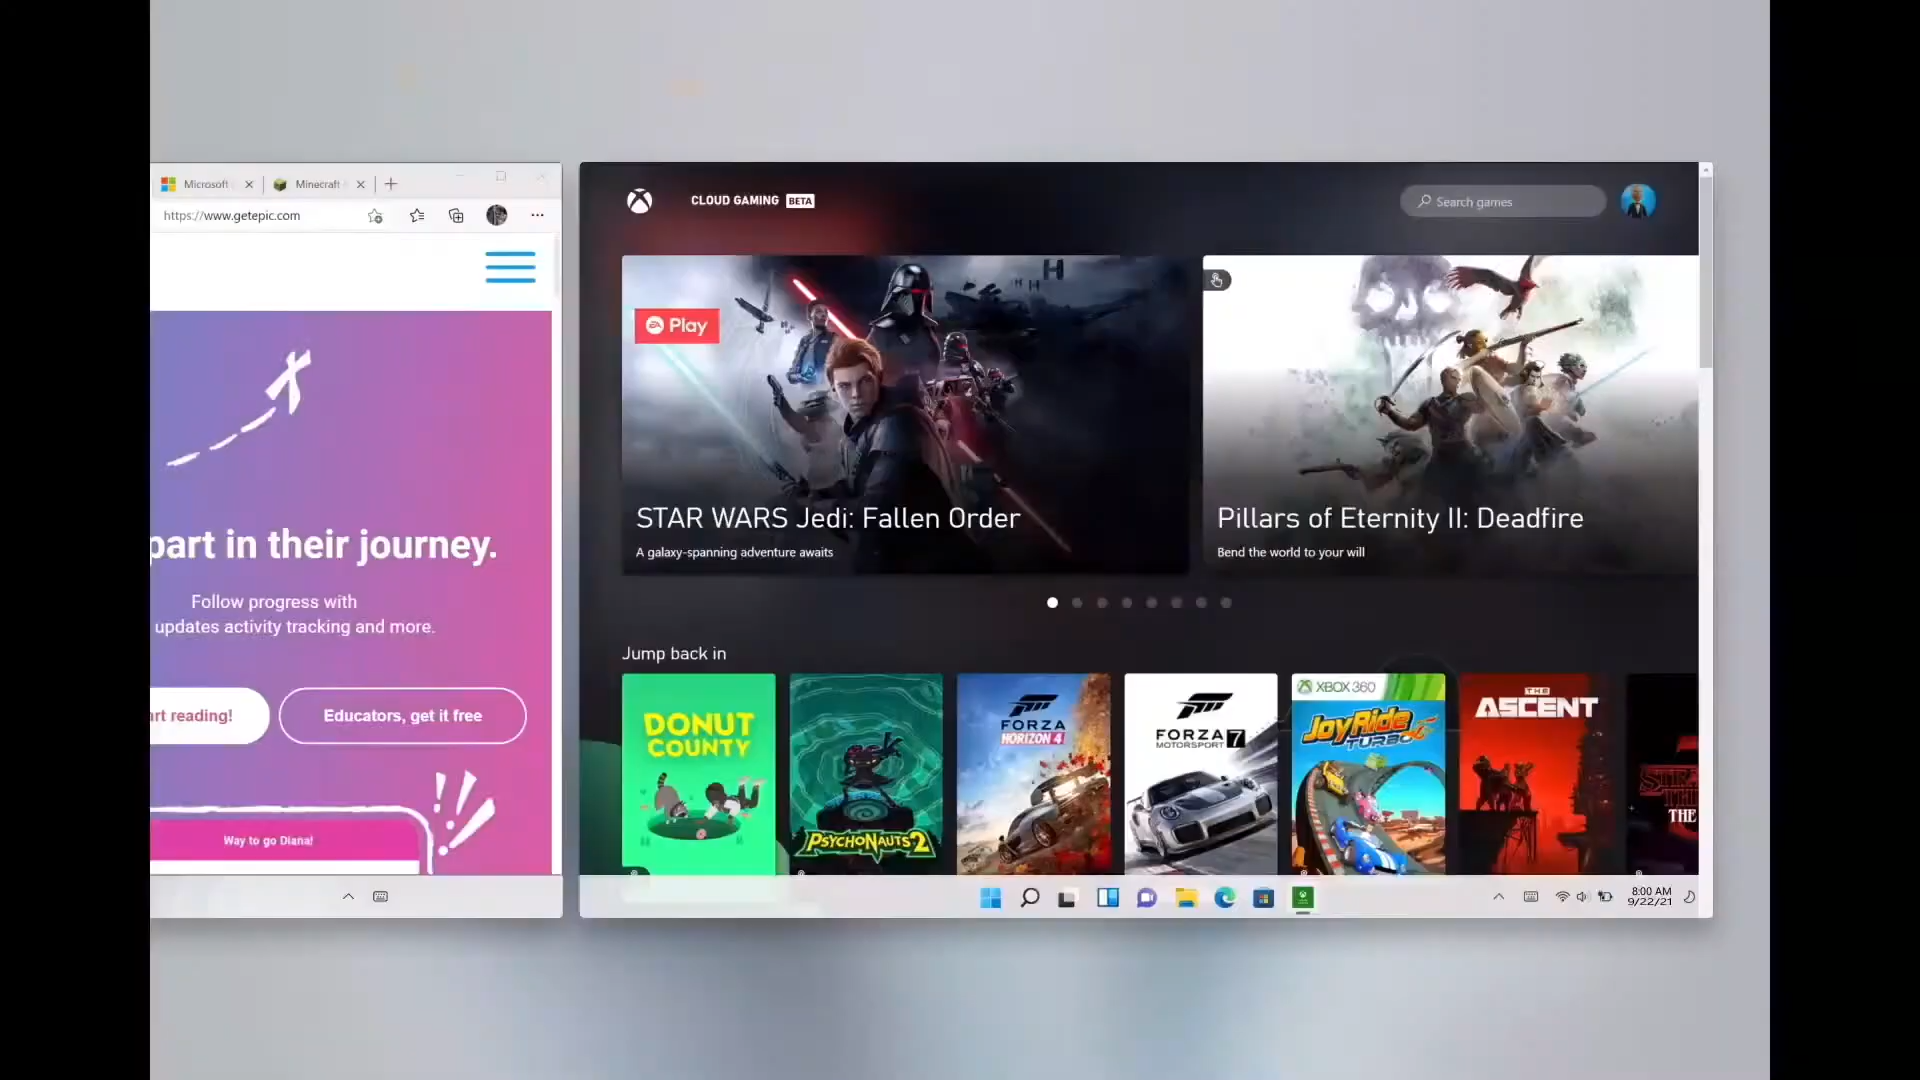 Microsoft
Minecraft
https://www.getepic.com
part in their journey.
Follow progress with
updates activity tracking and more.
rt reading!
Educators, get it free
Way to go Diana!
CLOUD GAMING BETA
Search games
EA Play
STAR WARS Jedi: Fallen Order
A galaxy-spanning adventure awaits
Pillars of Eternity II: Deadfire
Bend the world to your will
Jump back in
DONUT
COUNTY
PSYCHONAUTS 2
FORZA
HORIZON 4
FORZA
MOTORSPORT 7
XBOX 360
JoyRide
TURBO
THE
ASCENT
THE
8:00 AM
9/22/21